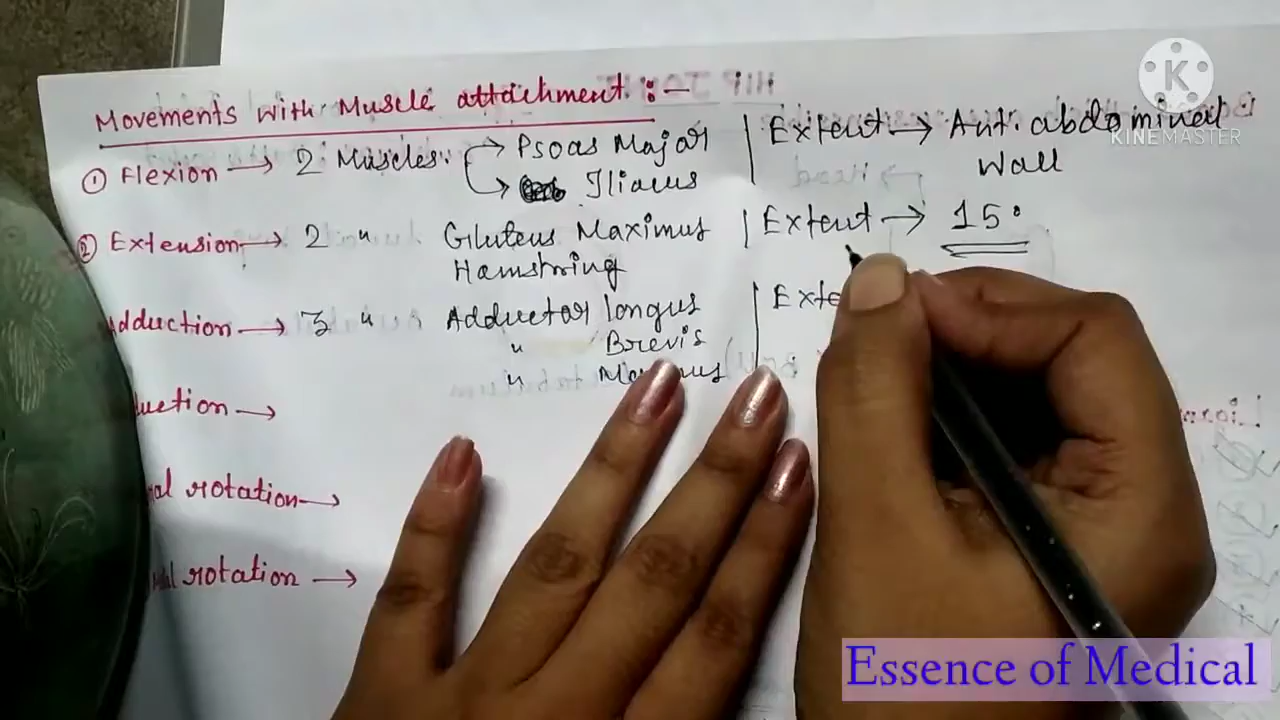 Movements with Muscle attachment :-
① Flexion → 2 Muscles. → Psoas Major | Extent → Ant. abdominal
→ Iliacus Wall
② Extension → 2 " Gluteus Maximus | Extent → 15°
Hamstring
Adduction → 3 " Adductor longus | Exte
" Brevis
"
uction →
al rotation →
al rotation →
KINEMASTER
Essence of Medical